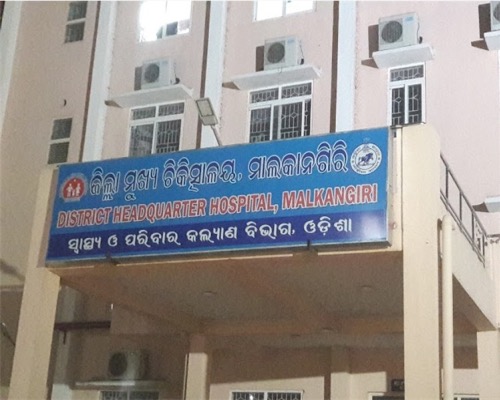 ଜିଲ୍ଲା ମୁଖ୍ୟ ଚିକିତ୍ସାଳୟ, ମାଲକାନଗିରି
DISTRICT HEADQUARTER HOSPITAL, MALKANGIRI
ସ୍ବାସ୍ଥ୍ୟ ଓ ପରିବାର କଲ୍ୟାଣ ବିଭାଗ, ଓଡ଼ିଶା